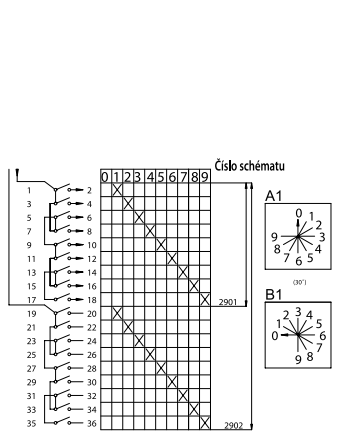 Číslo schématu
0 1 2 3 4 5 6 7 8 9
1 2 X
3 4 X
5 6 X
7 8 X
9 10 X
11 12 X
13 14 X
15 16 X
17 18 X
2901
19 20 X
21 22 X
23 24 X
25 26 X
27 28 X
29 30 X
31 32 X
33 34 X
35 36 X
2902
A1
0 1 2 3 4 5 6 7 8 9
(30°)
B1
0 1 2 3 4 5 6 7 8 9